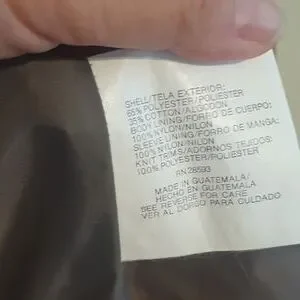 SHELL/TELA EXTERIOR:
65% POLYESTER/POLIESTER
35% COTTON/ALGODON
BODY LINING/FORRO DE CUERPO:
100% NYLON/NILON
SLEEVE LINING/FORRO DE MANGA:
100% NYLON/NILON
KNIT TRIMS/ADORNOS TEJIDOS:
100% POLYESTER/POLIESTER
RN 28593
MADE IN GUATEMALA/
HECHO EN GUATEMALA
SEE REVERSE FOR CARE
VER AL DORSO PARA CUIDADO